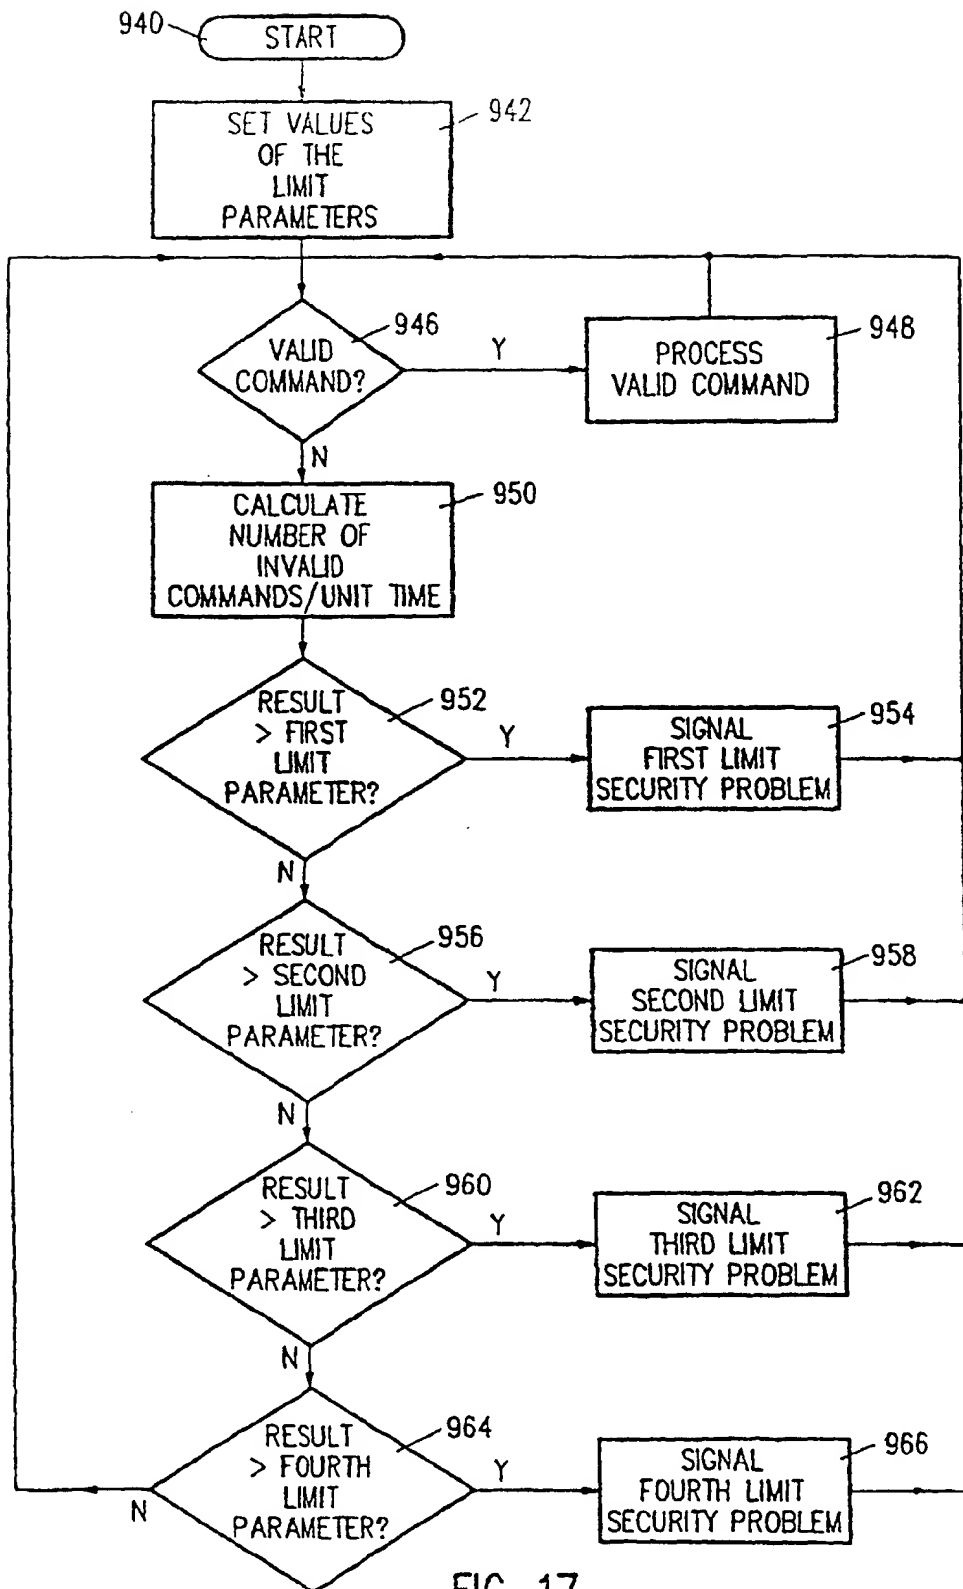 940
START
942
SET VALUES
OF THE
LIMIT
PARAMETERS
946
VALID
COMMAND?
Y
948
PROCESS
VALID COMMAND
N
950
CALCULATE
NUMBER OF
INVALID
COMMANDS/UNIT TIME
952
RESULT
> FIRST
LIMIT
PARAMETER?
Y
954
SIGNAL
FIRST LIMIT
SECURITY PROBLEM
N
956
RESULT
> SECOND
LIMIT
PARAMETER?
Y
958
SIGNAL
SECOND LIMIT
SECURITY PROBLEM
N
960
RESULT
> THIRD
LIMIT
PARAMETER?
Y
962
SIGNAL
THIRD LIMIT
SECURITY PROBLEM
N
964
RESULT
> FOURTH
LIMIT
PARAMETER?
Y
966
SIGNAL
FOURTH LIMIT
SECURITY PROBLEM
N
FIG. 17